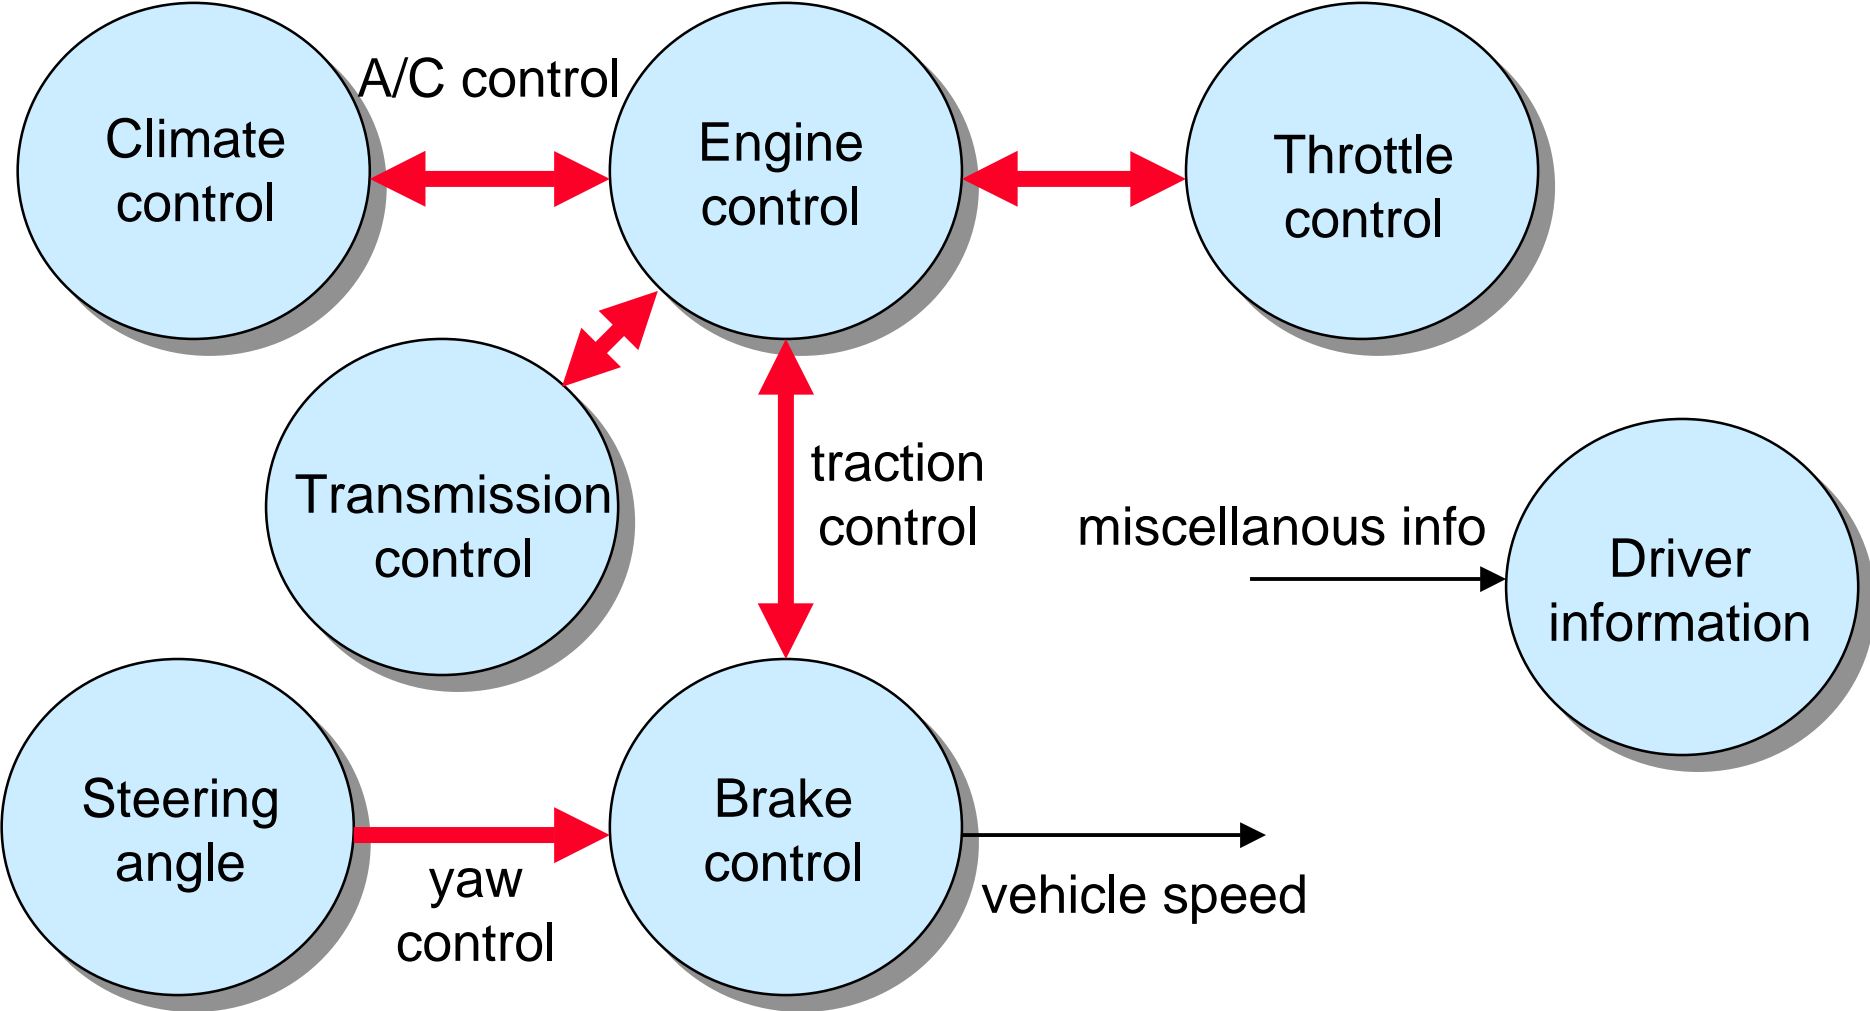 A/C control
Climate
control
Engine
control
Throttle
control
Transmission
control
traction
control
miscellanous info
Driver
information
Steering
angle
yaw
control
Brake
control
vehicle speed